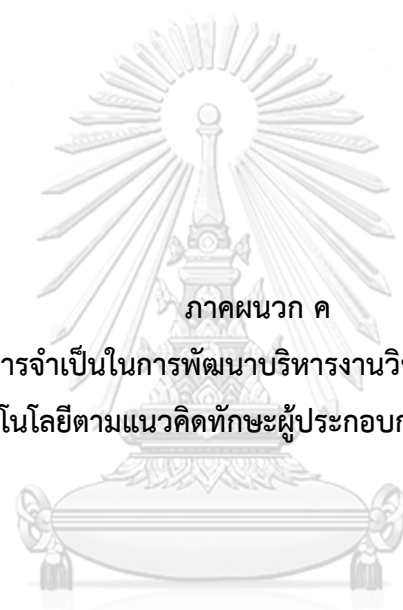 ภาคผนวก ค
การจำเป็นในการพัฒนาบริหารงานวิช
โนโลยีตามแนวคิดทักษะผู้ประกอบก